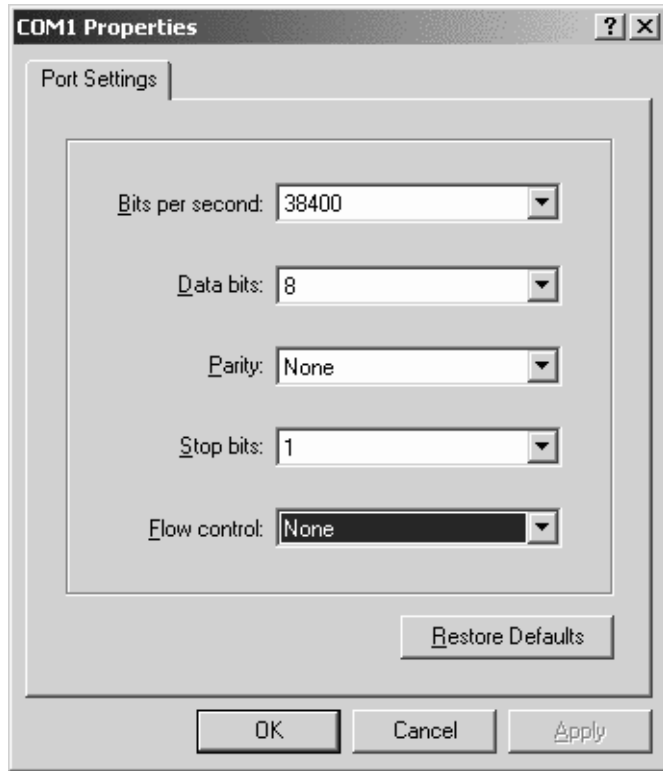 COM1 Properties
Port Settings
Bits per second: 38400
Data bits: 8
Parity: None
Stop bits: 1
Flow control: None
Restore Defaults
OK Cancel Apply